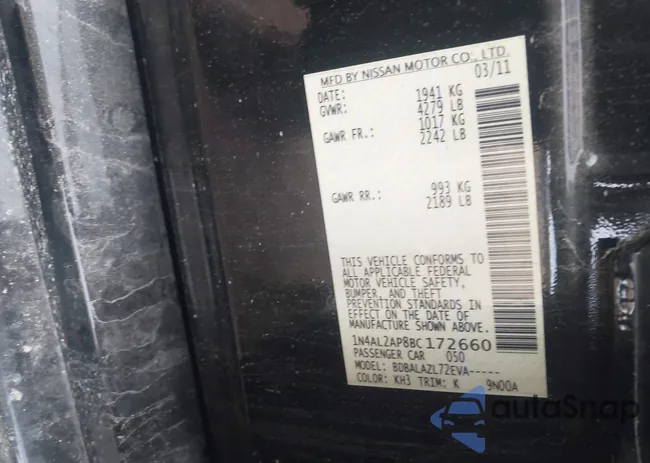 MFD BY NISSAN MOTOR CO., LTD.
DATE: 03/11
GVWR: 1941 KG
4279 LB
GAWR FR.: 1017 KG
2242 LB
GAWR RR.: 993 KG
2189 LB
THIS VEHICLE CONFORMS TO
ALL APPLICABLE FEDERAL
MOTOR VEHICLE SAFETY,
BUMPER, AND THEFT
PREVENTION STANDARDS IN
EFFECT ON THE DATE OF
MANUFACTURE SHOWN ABOVE.
1N4AL2AP8BC172660
PASSENGER CAR 050
MODEL: BDBALAZL72EVA-----
COLOR: KH3 TRIM: K 9N00A
autoSnap